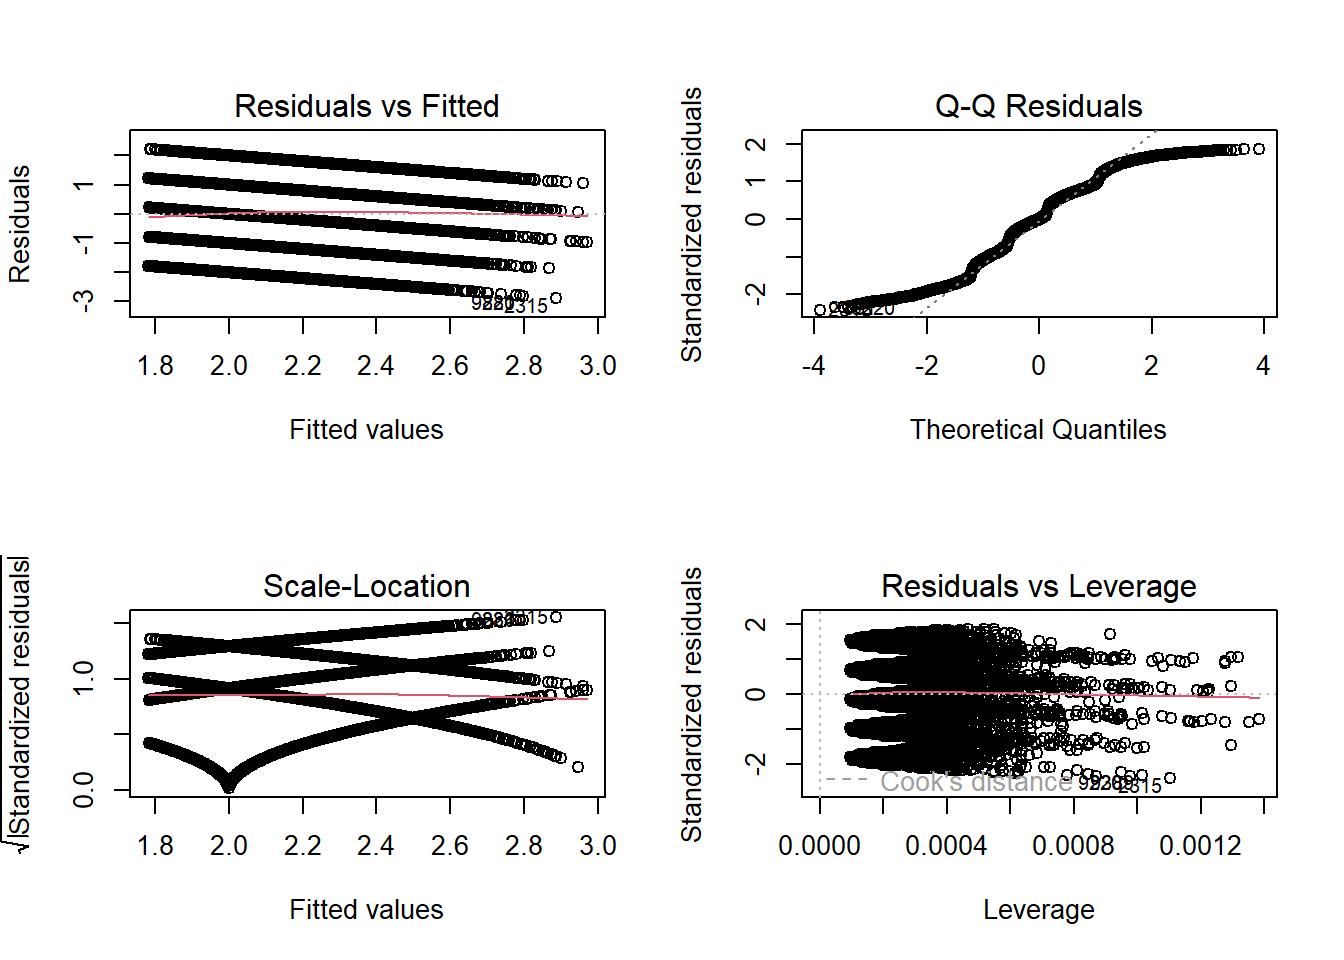 Residuals vs Fitted
Residuals
1
-1
-3
2315
1.8 2.0 2.2 2.4 2.6 2.8 3.0
Fitted values
Q-Q Residuals
Standardized residuals
2
1
0
-2
-4 -2 0 2 4
Theoretical Quantiles
Scale-Location
√|Standardized residuals|
1.0
0.0
2315
1.8 2.0 2.2 2.4 2.6 2.8 3.0
Fitted values
Residuals vs Leverage
Standardized residuals
2
1
0
-2
Cook's distance
2315
0.0000 0.0004 0.0008 0.0012
Leverage